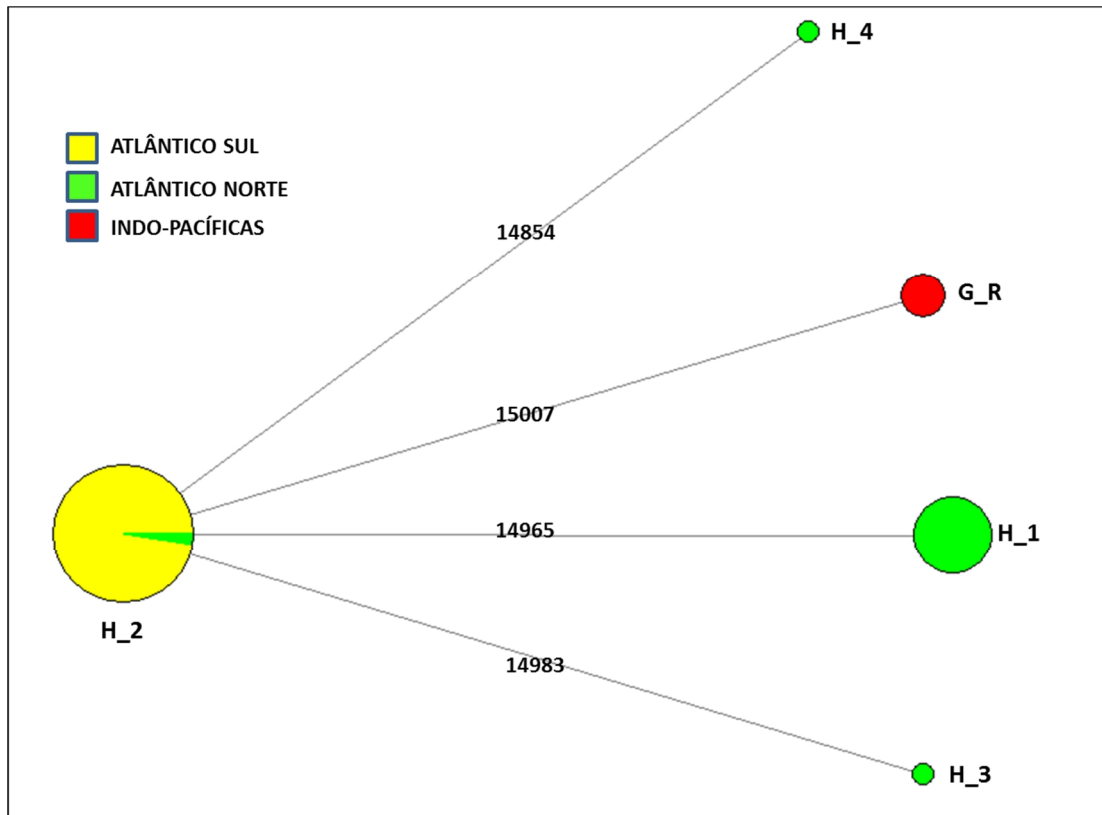 H_4
ATLÂNTICO SUL
ATLÂNTICO NORTE
INDO-PACÍFICAS
14854
G_R
15007
14965
H_1
H_2
14983
H_3